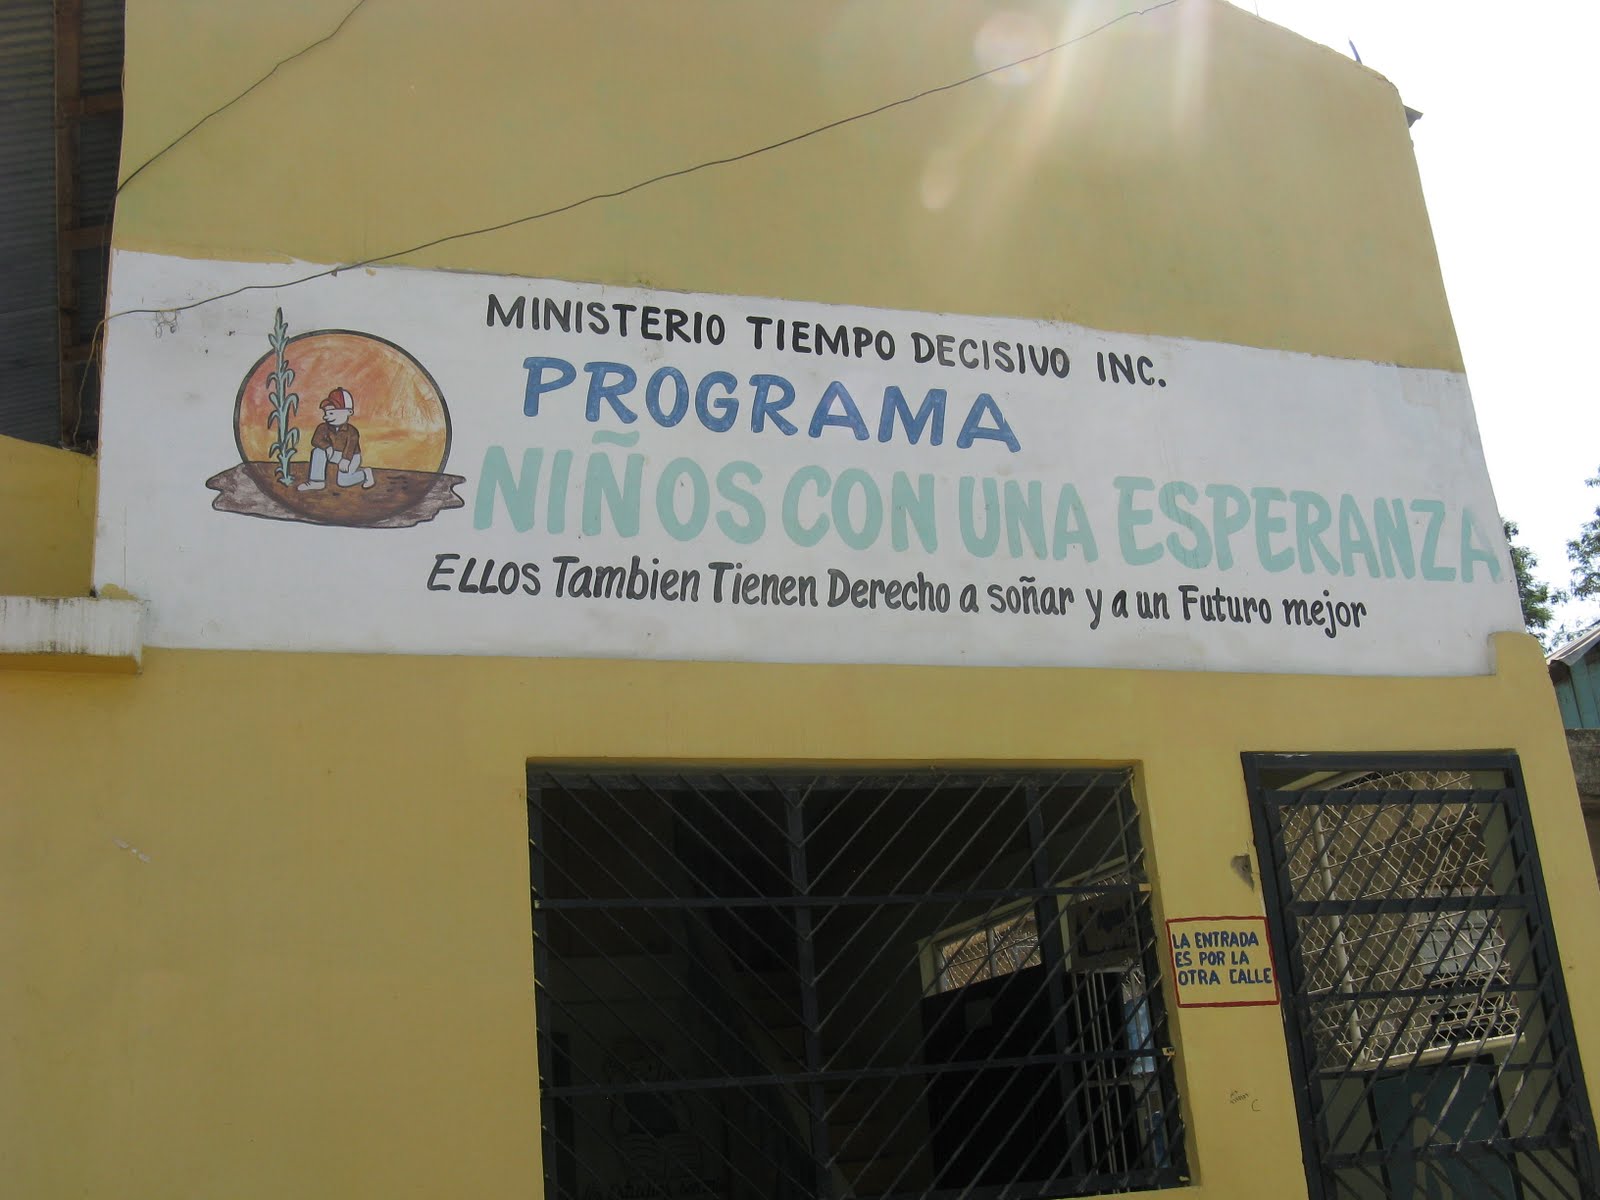 MINISTERIO TIEMPO DECISIVO INC.
PROGRAMA
NIÑOS CON UNA ESPERANZA
ELLOS Tambien Tienen Derecho a soñar y a un Futuro mejor
LA ENTRADA
ES POR LA
OTRA CALLE